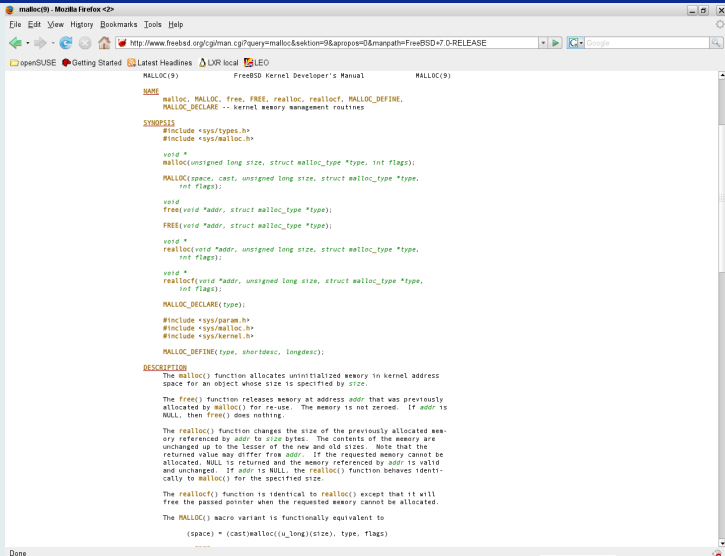 malloc(9) - Mozilla Firefox <2>
File Edit View History Bookmarks Tools Help
http://www.freebsd.org/cgi/man.cgi?query=malloc&sektion=9&apropos=0&manpath=FreeBSD+7.0-RELEASE
Google
openSUSE Getting Started Latest Headlines LXR local LEO
MALLOC(9) FreeBSD Kernel Developer's Manual MALLOC(9)
NAME
malloc, MALLOC, free, FREE, realloc, reallocf, MALLOC_DEFINE,
MALLOC_DECLARE -- kernel memory management routines
SYNOPSIS
#include <sys/types.h>
#include <sys/malloc.h>
void *
malloc(unsigned long size, struct malloc_type *type, int flags);
MALLOC(space, cast, unsigned long size, struct malloc_type *type,
int flags);
void
free(void *addr, struct malloc_type *type);
FREE(void *addr, struct malloc_type *type);
void *
realloc(void *addr, unsigned long size, struct malloc_type *type,
int flags);
void *
reallocf(void *addr, unsigned long size, struct malloc_type *type,
int flags);
MALLOC_DECLARE(type);
#include <sys/param.h>
#include <sys/malloc.h>
#include <sys/kernel.h>
MALLOC_DEFINE(type, shortdesc, longdesc);
DESCRIPTION
The malloc() function allocates uninitialized memory in kernel address
space for an object whose size is specified by size.
The free() function releases memory at address addr that was previously
allocated by malloc() for re-use. The memory is not zeroed. If addr is
NULL, then free() does nothing.
The realloc() function changes the size of the previously allocated mem-
ory referenced by addr to size bytes. The contents of the memory are
unchanged up to the lesser of the new and old sizes. Note that the
returned value may differ from addr. If the requested memory cannot be
allocated, NULL is returned and the memory referenced by addr is valid
and unchanged. If addr is NULL, the realloc() function behaves identi-
cally to malloc() for the specified size.
The reallocf() function is identical to realloc() except that it will
free the passed pointer when the requested memory cannot be allocated.
The MALLOC() macro variant is functionally equivalent to
(space) = (cast)malloc((u_long)(size), type, flags)
Done